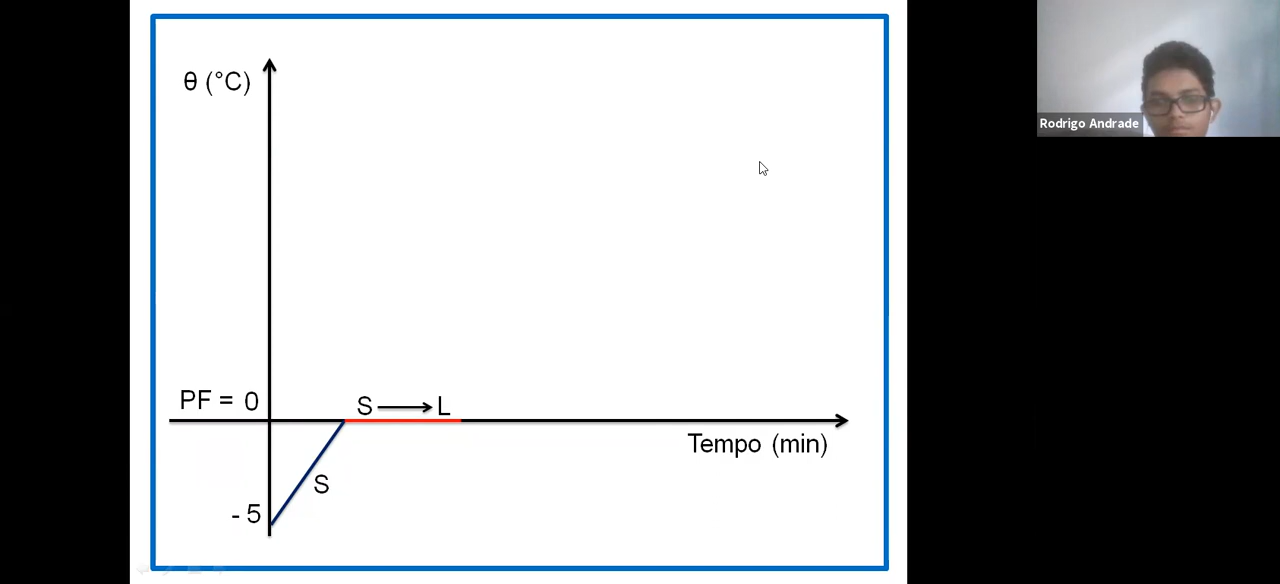 θ (°C)
Rodrigo Andrade
PF = 0
S L
Tempo (min)
S
- 5